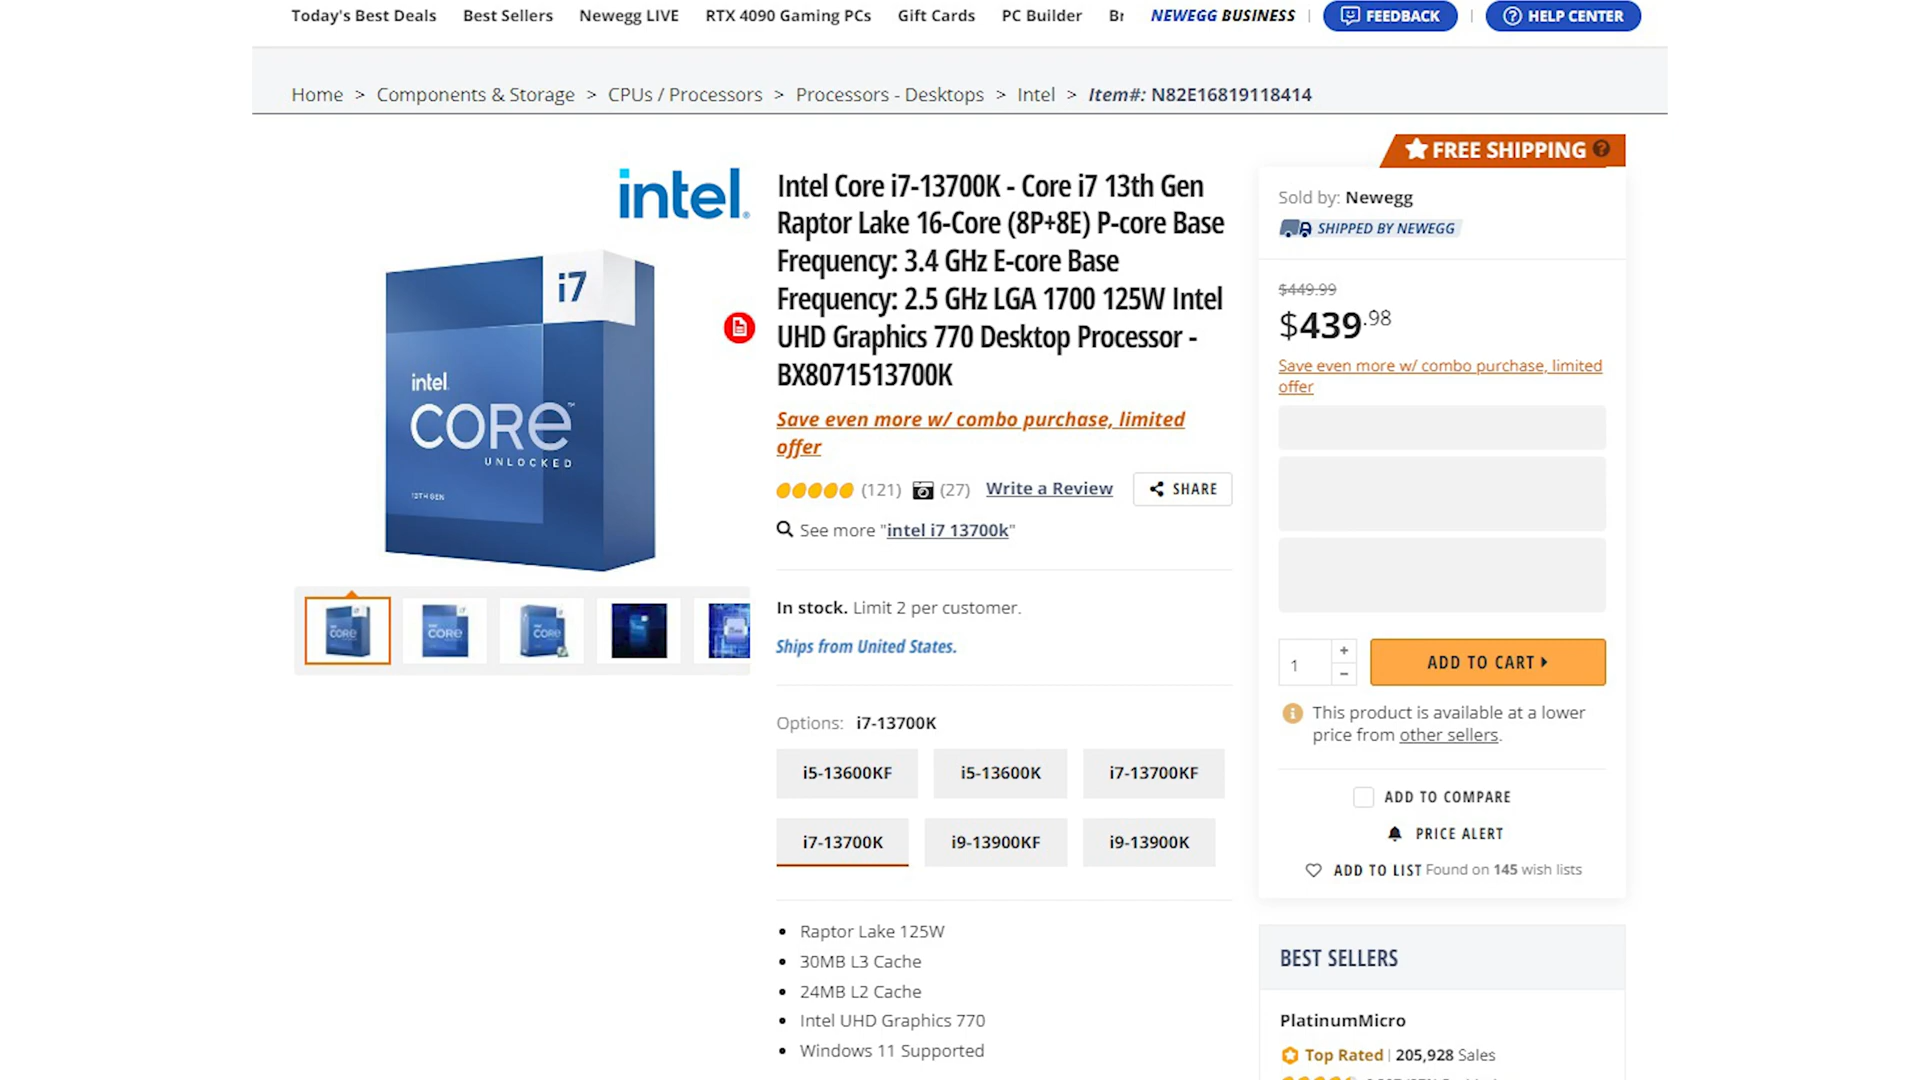 Today's Best Deals Best Sellers Newegg LIVE RTX 4090 Gaming PCs Gift Cards PC Builder Br NEWEGG BUSINESS FEEDBACK HELP CENTER
Home > Components & Storage > CPUs / Processors > Processors - Desktops > Intel > Item#: N82E16819118414
intel
i7
intel
CORE
UNLOCKED
13TH GEN
Intel Core i7-13700K - Core i7 13th Gen
Raptor Lake 16-Core (8P+8E) P-core Base
Frequency: 3.4 GHz E-core Base
Frequency: 2.5 GHz LGA 1700 125W Intel
UHD Graphics 770 Desktop Processor -
BX8071513700K
Save even more w/ combo purchase, limited
offer
(121) (27) Write a Review SHARE
See more "intel i7 13700k"
In stock. Limit 2 per customer.
Ships from United States.
Options: i7-13700K
i5-13600KF i5-13600K i7-13700KF
i7-13700K i9-13900KF i9-13900K
Raptor Lake 125W
30MB L3 Cache
24MB L2 Cache
Intel UHD Graphics 770
Windows 11 Supported
FREE SHIPPING
Sold by: Newegg
SHIPPED BY NEWEGG
$449.99
$439.98
Save even more w/ combo purchase, limited
offer
1 + −
ADD TO CART
This product is available at a lower
price from other sellers.
ADD TO COMPARE
PRICE ALERT
ADD TO LIST Found on 145 wish lists
BEST SELLERS
PlatinumMicro
Top Rated | 205,928 Sales